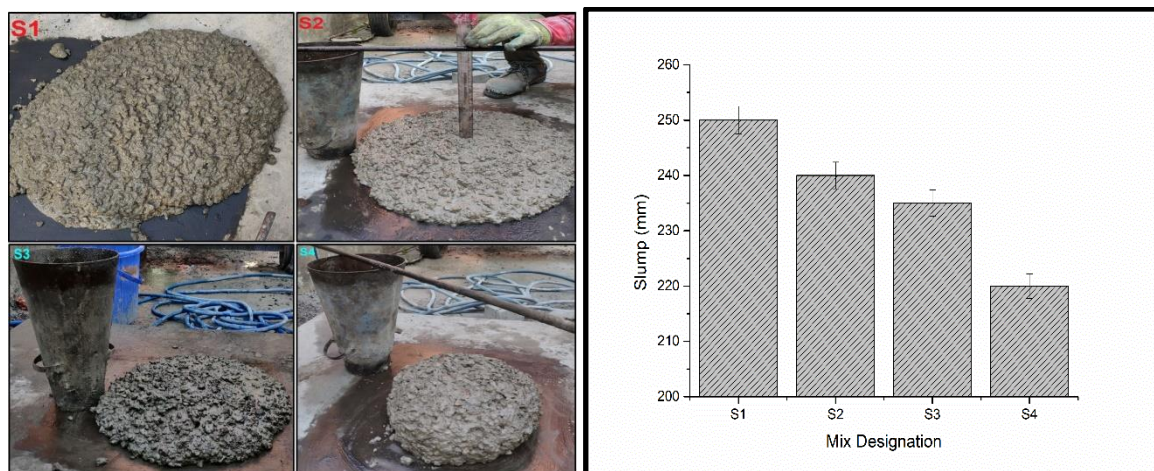 S1
S2
S3
S4
260
250
240
230
220
210
200
Slump (mm)
S1 S2 S3 S4
Mix Designation